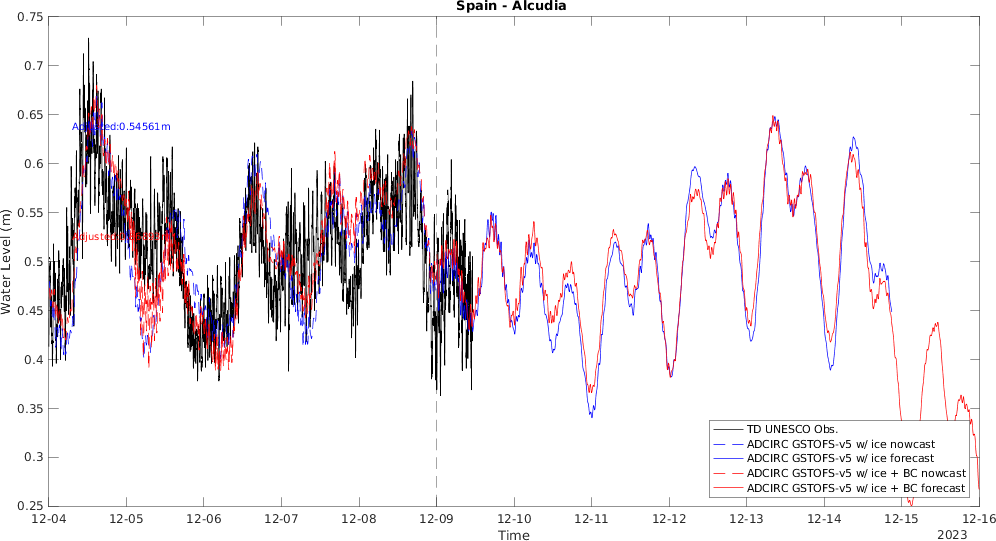 Spain - Alcudia
0.75
0.7
0.65
0.6
0.55
0.5
0.45
0.4
0.35
0.3
0.25
Water Level (m)
:0.54561m
TD UNESCO Obs.
ADCIRC GSTOFS-v5 w/ ice nowcast
ADCIRC GSTOFS-v5 w/ ice forecast
ADCIRC GSTOFS-v5 w/ ice + BC nowcast
ADCIRC GSTOFS-v5 w/ ice + BC forecast
12-04 12-05 12-06 12-07 12-08 12-09 12-10 12-11 12-12 12-13 12-14 12-15 12-16
Time
2023